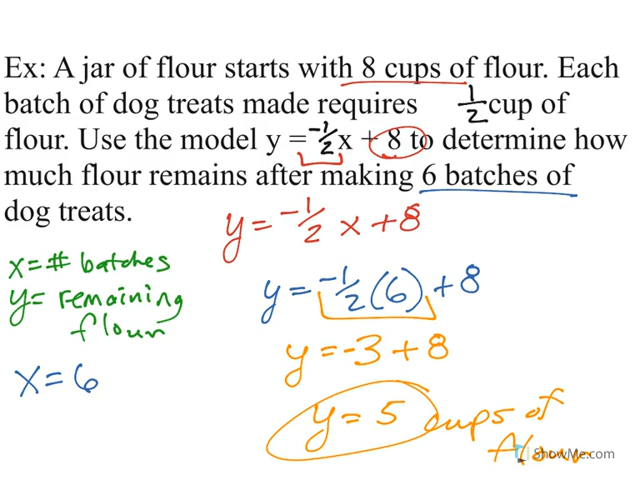 Ex: A jar of flour starts with 8 cups of flour. Each
batch of dog treats made requires 1/2 cup of
flour. Use the model y = -1/2 x + 8 to determine how
much flour remains after making 6 batches of
dog treats.
y = -1/2 x + 8
x = # batches
y = remaining
flour
x = 6
y = -1/2 (6) + 8
y = -3 + 8
y = 5 cups of
flour
ShowMe.com